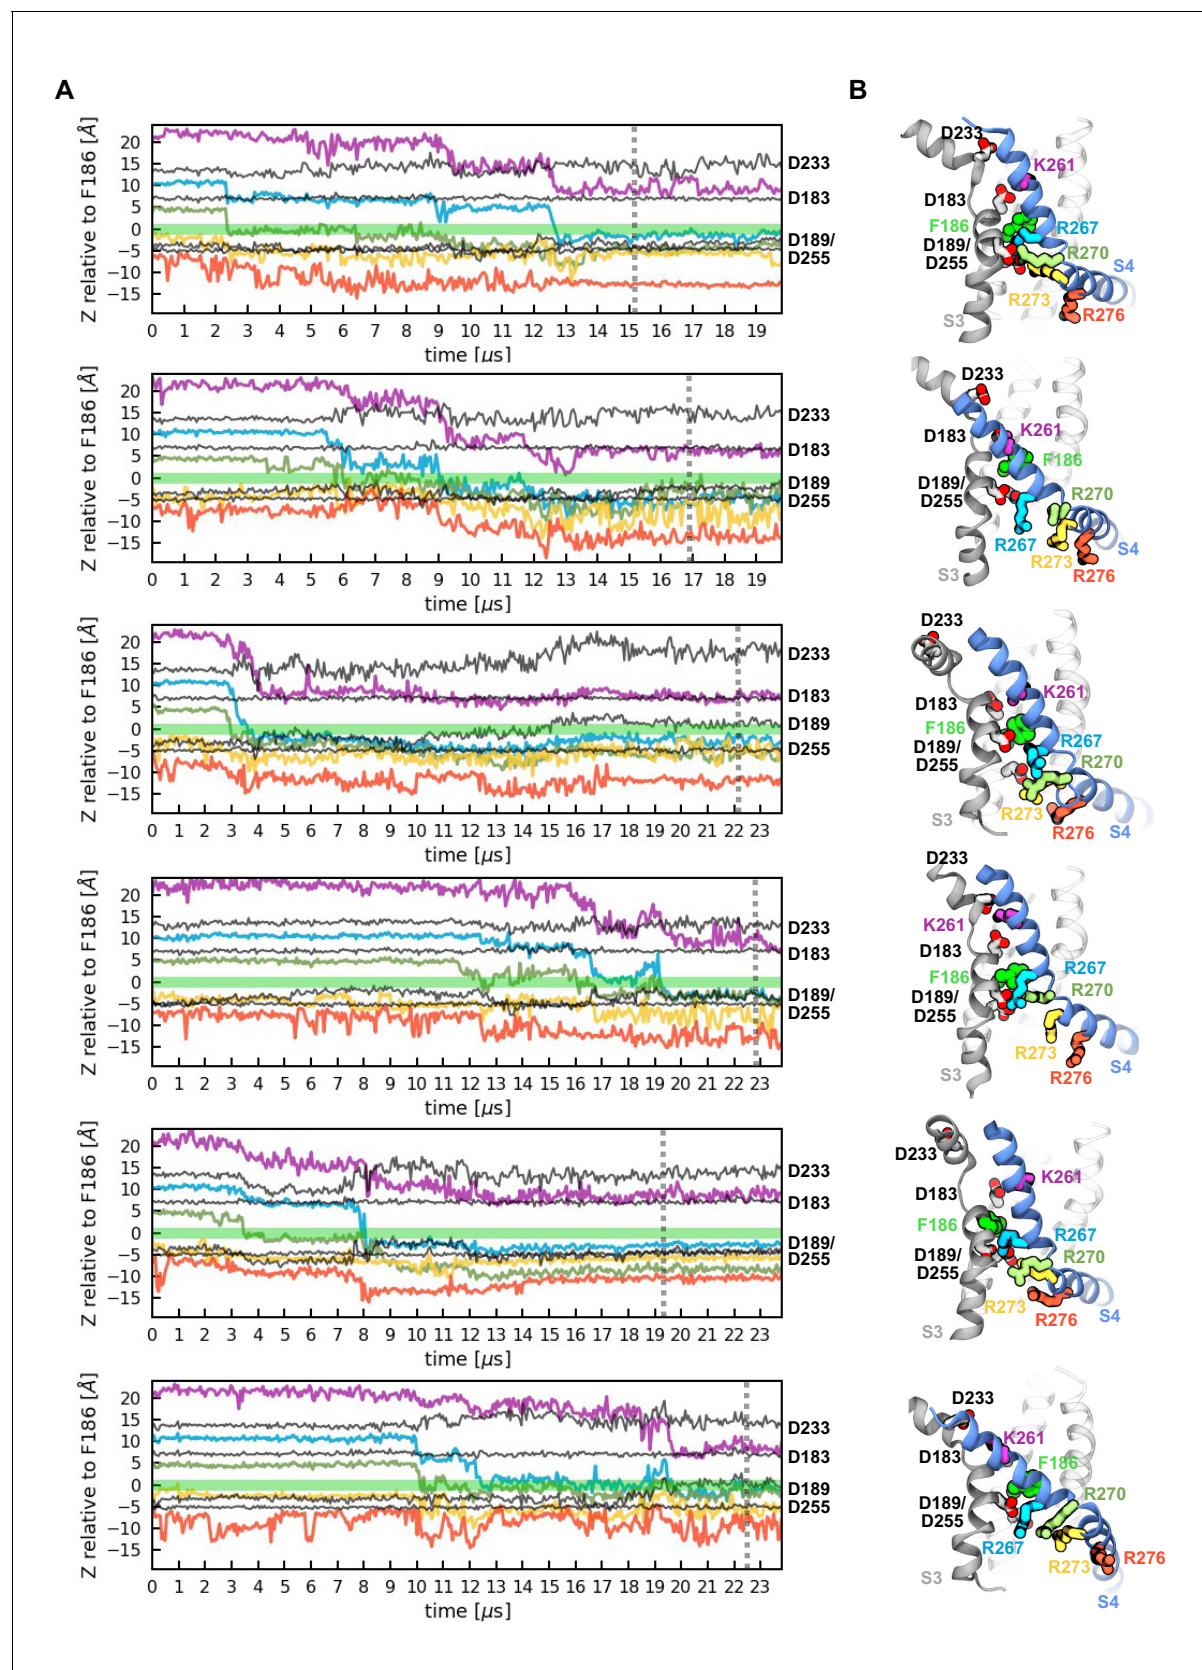 A
B
Z relative to F186 [Å]
20
15
10
5
0
−5
−10
−15
0 1 2 3 4 5 6 7 8 9 10 11 12 13 14 15 16 17 18 19
time [μs]
D233
D183
D189/
D255
D233
K261
D183
F186
R267
D189/
D255
R270
S4
R273
R276
S3
Z relative to F186 [Å]
20
15
10
5
0
−5
−10
−15
0 1 2 3 4 5 6 7 8 9 10 11 12 13 14 15 16 17 18 19
time [μs]
D233
D183
D189
D255
D233
D183
K261
F186
D189/
D255
R270
R267
R273
S4
S3
R276
Z relative to F186 [Å]
20
15
10
5
0
−5
−10
−15
0 1 2 3 4 5 6 7 8 9 10 11 12 13 14 15 16 17 18 19 20 21 22 23
time [μs]
D233
D183
D189
D255
D233
K261
D183
F186
R267
D189/
D255
R270
R273
S3
R276
S4
Z relative to F186 [Å]
20
15
10
5
0
−5
−10
−15
0 1 2 3 4 5 6 7 8 9 10 11 12 13 14 15 16 17 18 19 20 21 22 23
time [μs]
D233
D183
D189/
D255
D233
K261
D183
F186
R267
R270
D189/
D255
R273
S4
S3
R276
Z relative to F186 [Å]
20
15
10
5
0
−5
−10
−15
0 1 2 3 4 5 6 7 8 9 10 11 12 13 14 15 16 17 18 19 20 21 22 23
time [μs]
D233
D183
D189/
D255
D233
K261
D183
F186
R267
D189/
D255
R270
R273
S4
R276
S3
Z relative to F186 [Å]
20
15
10
5
0
−5
−10
−15
0 1 2 3 4 5 6 7 8 9 10 11 12 13 14 15 16 17 18 19 20 21 22 23
time [μs]
D233
D183
D189
D255
D233
K261
D183
F186
R270
D189/
D255
R267
R273
R276
S3
S4